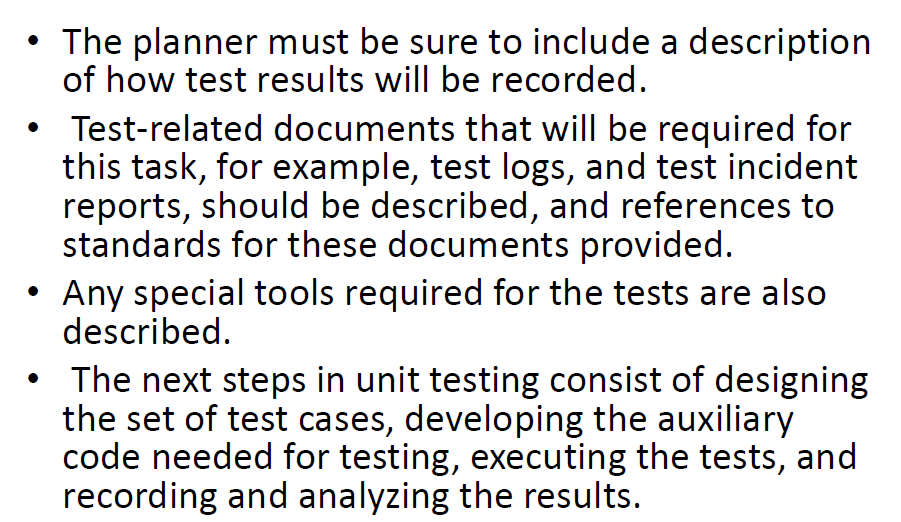 • The planner must be sure to include a description
of how test results will be recorded.
• Test-related documents that will be required for
this task, for example, test logs, and test incident
reports, should be described, and references to
standards for these documents provided.
• Any special tools required for the tests are also
described.
• The next steps in unit testing consist of designing
the set of test cases, developing the auxiliary
code needed for testing, executing the tests, and
recording and analyzing the results.